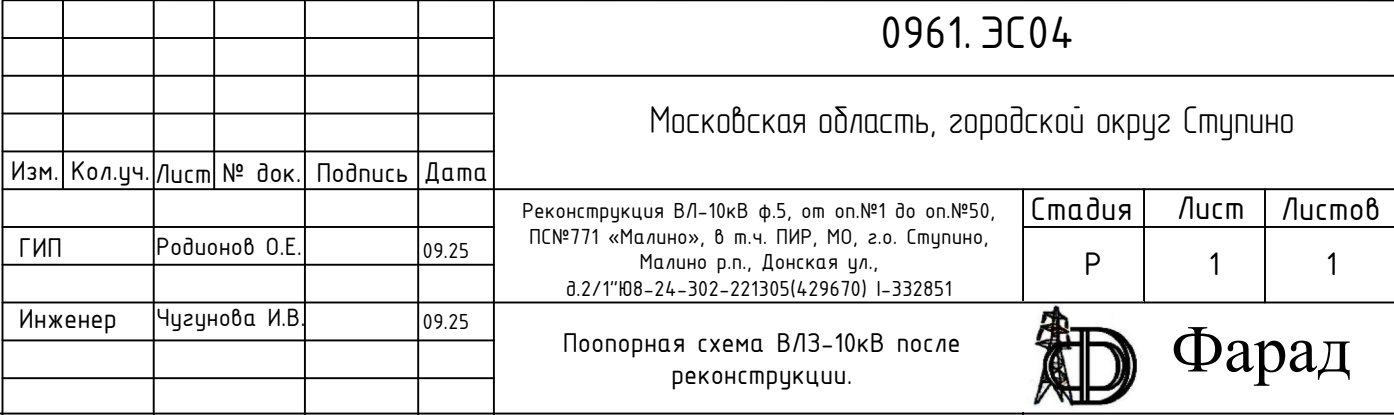 0961. ЭС04
Московская область, городской округ Ступино
Изм. Кол.уч. Лист № док. Подпись Дата
Реконструкция ВЛ-10кВ ф.5, от оп.№1 до оп.№50,
ПС№771 «Малино», в т.ч. ПИР, МО, г.о. Ступино,
Малино р.п., Донская ул.,
д.2/1"Ю8-24-302-221305(429670) I-332851
Стадия Лист Листов
Р 1 1
ГИП Родионов О.Е. 09.25
Инженер Чугунова И.В. 09.25
Поопорная схема ВЛЗ-10кВ после
реконструкции.
Фарад